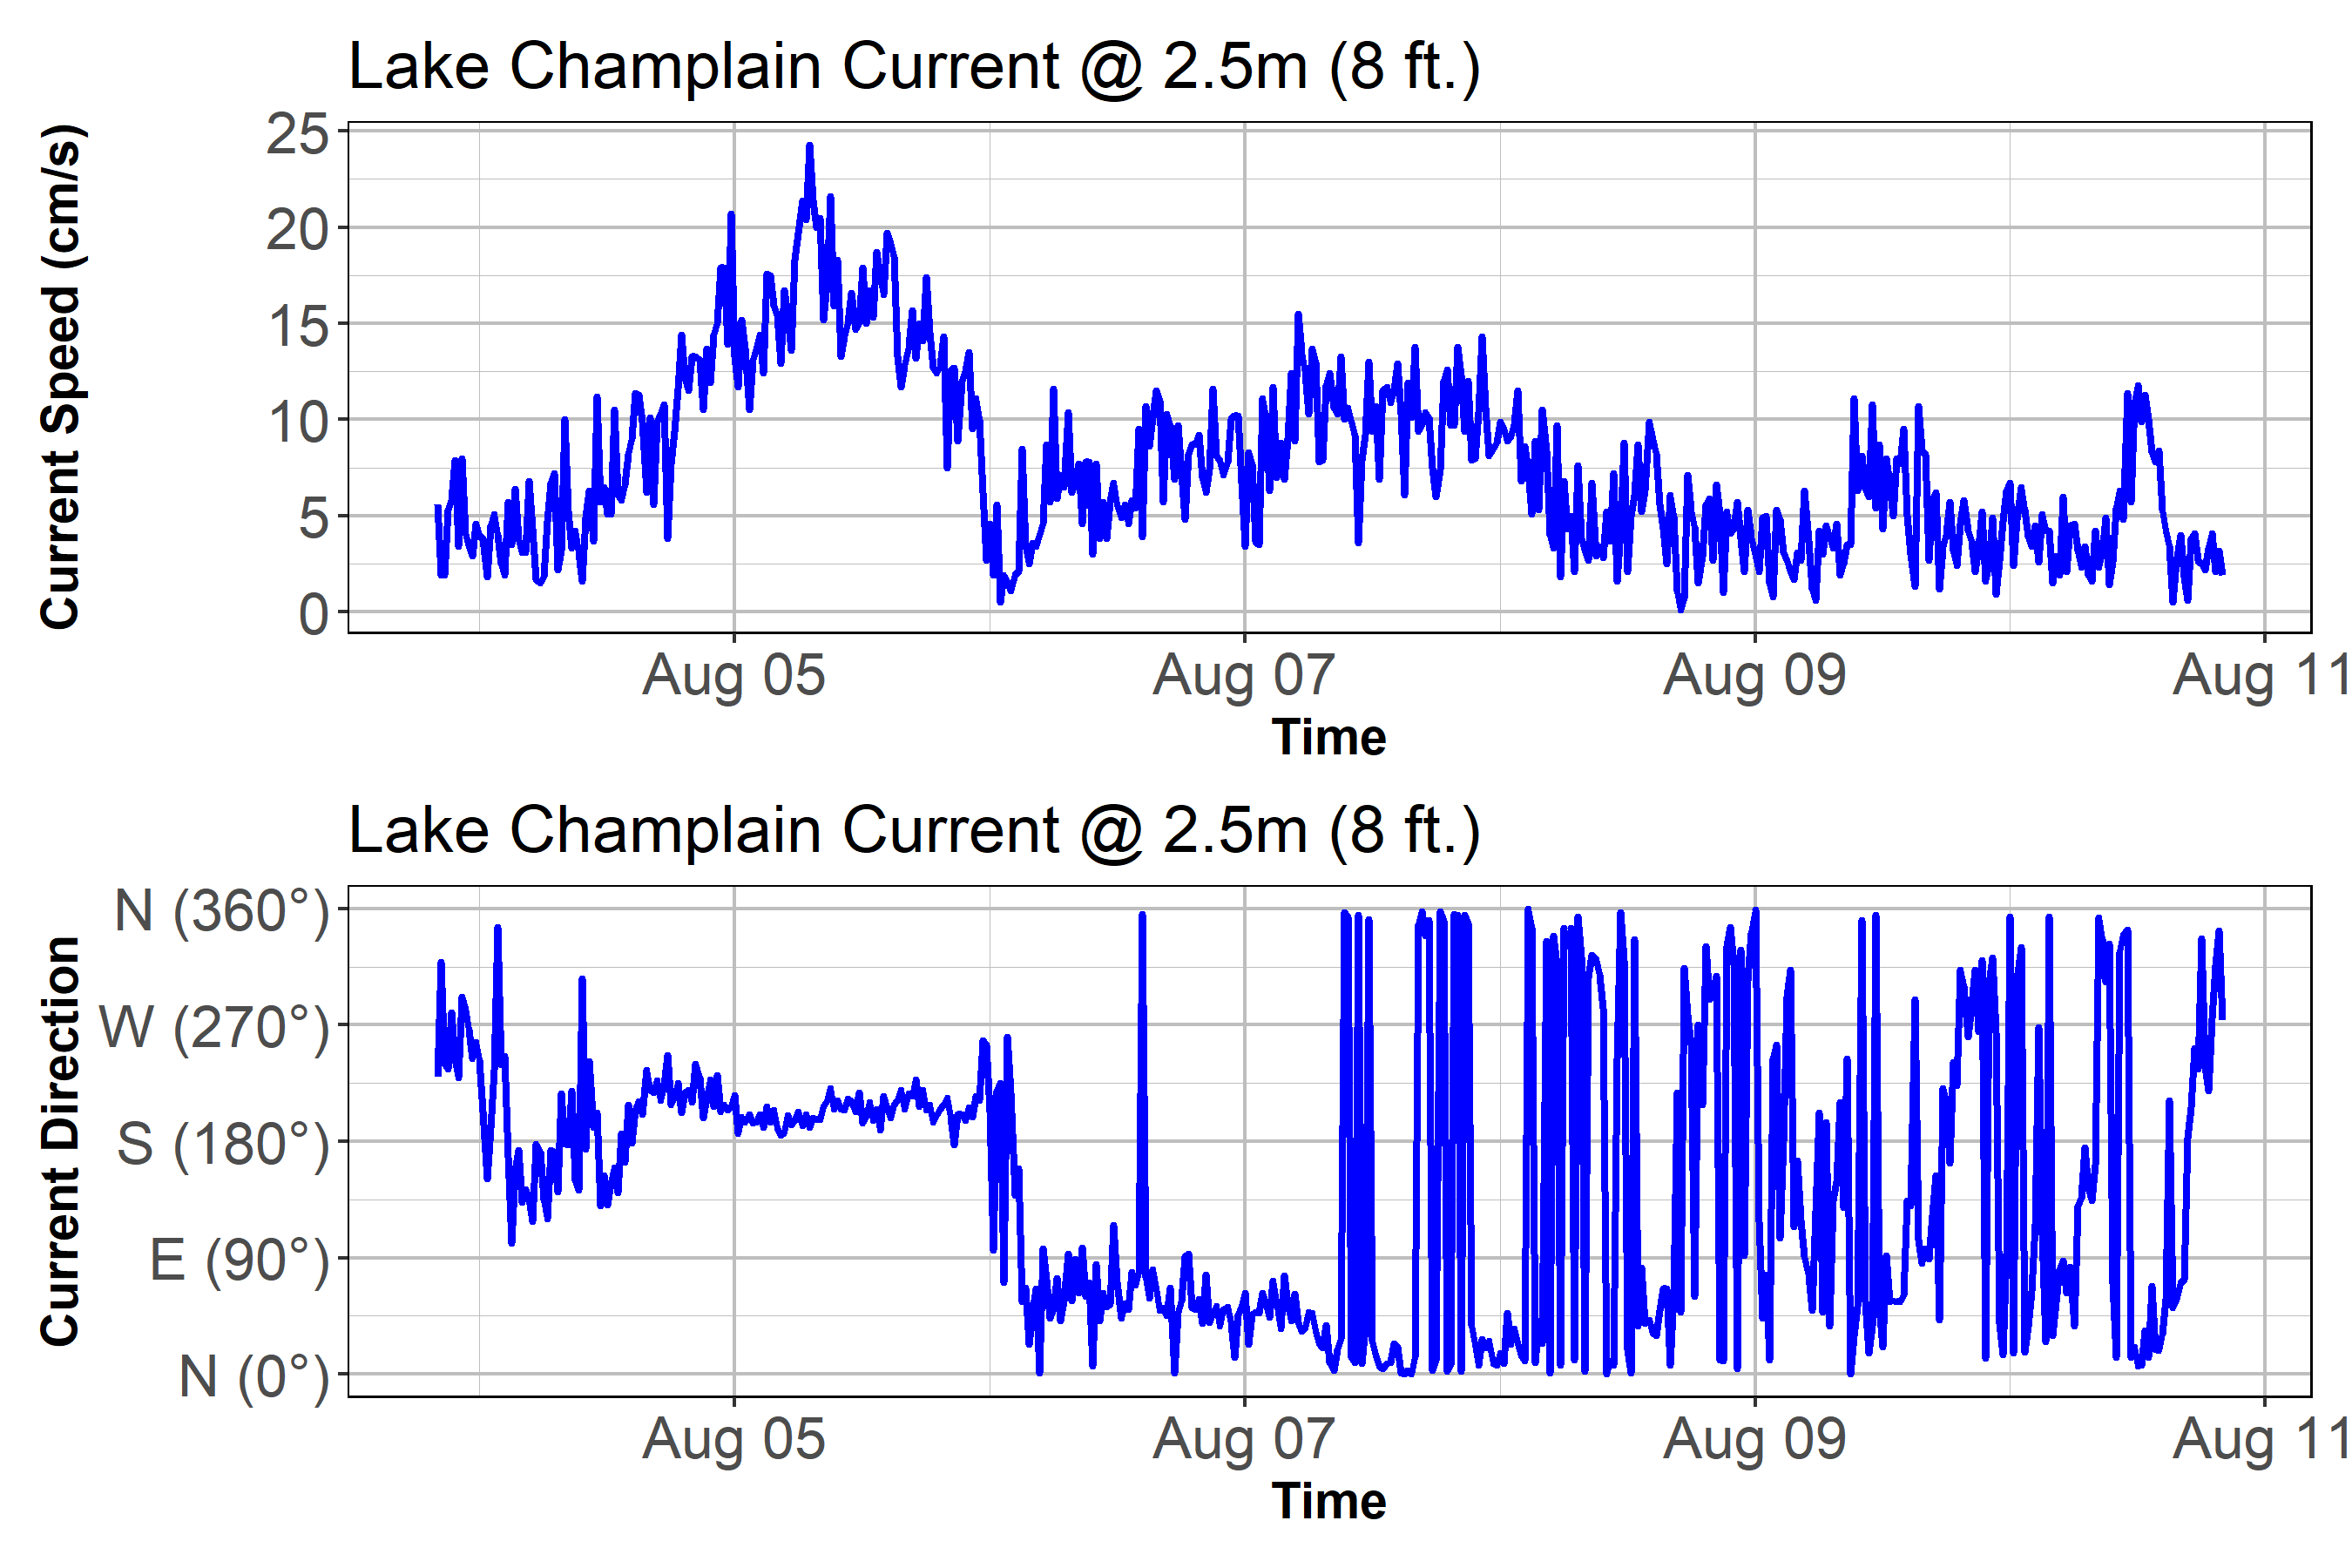 Lake Champlain Current @ 2.5m (8 ft.)
Current Speed (cm/s)
25
20
15
10
5
0
Aug 05 Aug 07 Aug 09 Aug 11
Time
Lake Champlain Current @ 2.5m (8 ft.)
Current Direction
N (360°)
W (270°)
S (180°)
E (90°)
N (0°)
Aug 05 Aug 07 Aug 09 Aug 11
Time